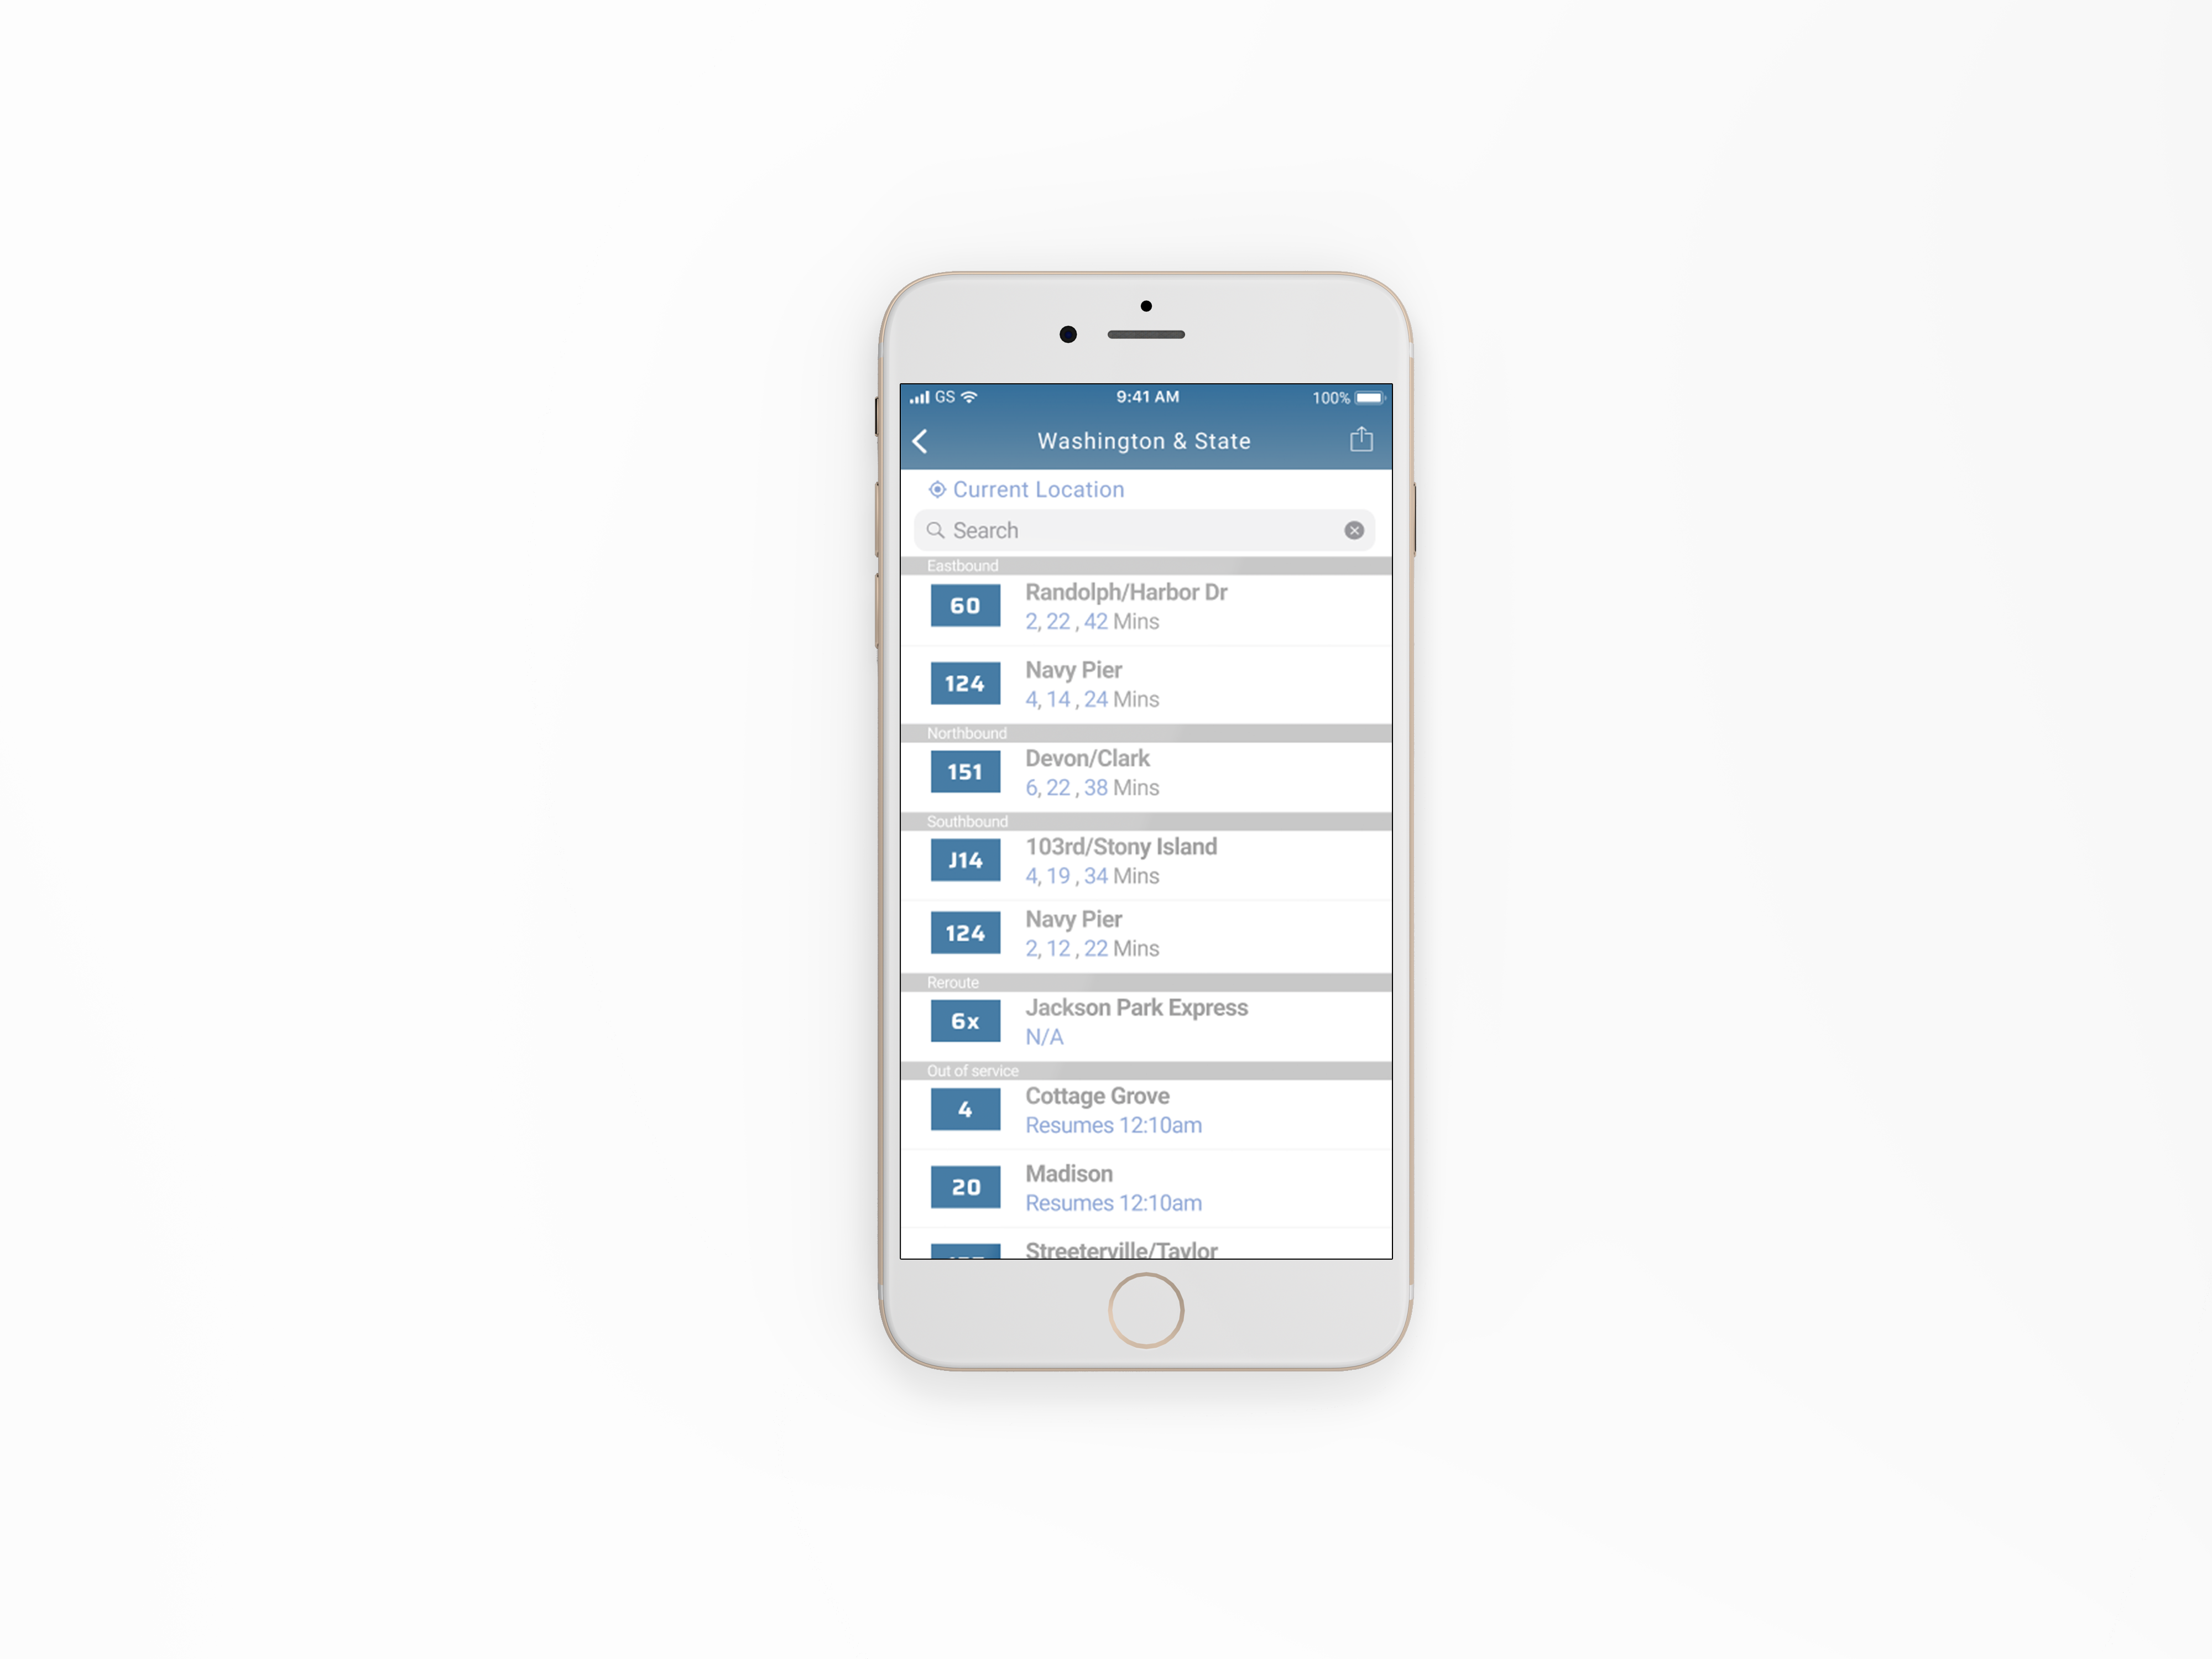 GS 9:41 AM 100%
Washington & State
Current Location
Search
Eastbound
60 Randolph/Harbor Dr
2, 22 , 42 Mins
124 Navy Pier
4, 14 , 24 Mins
Northbound
151 Devon/Clark
6, 22 , 38 Mins
Southbound
J14 103rd/Stony Island
4, 19 , 34 Mins
124 Navy Pier
2, 12 , 22 Mins
Reroute
6x Jackson Park Express
N/A
Out of service
4 Cottage Grove
Resumes 12:10am
20 Madison
Resumes 12:10am
Streeterville/Taylor